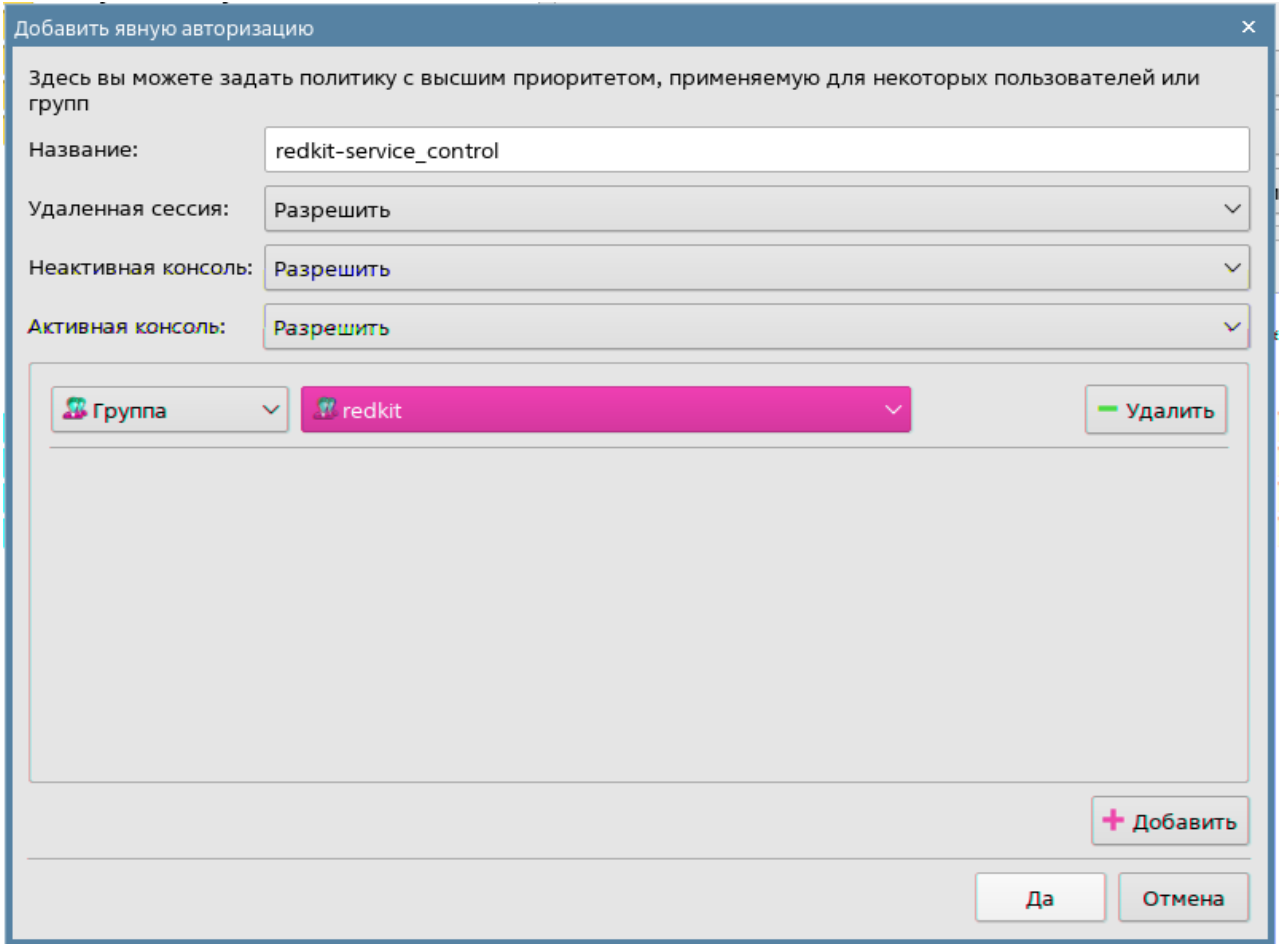 Добавить явную авторизацию
Здесь вы можете задать политику с высшим приоритетом, применяемую для некоторых пользователей или
групп
Название: redkit-service_control
Удаленная сессия: Разрешить
Неактивная консоль: Разрешить
Активная консоль: Разрешить
Группа redkit Удалить
Добавить
Да Отмена